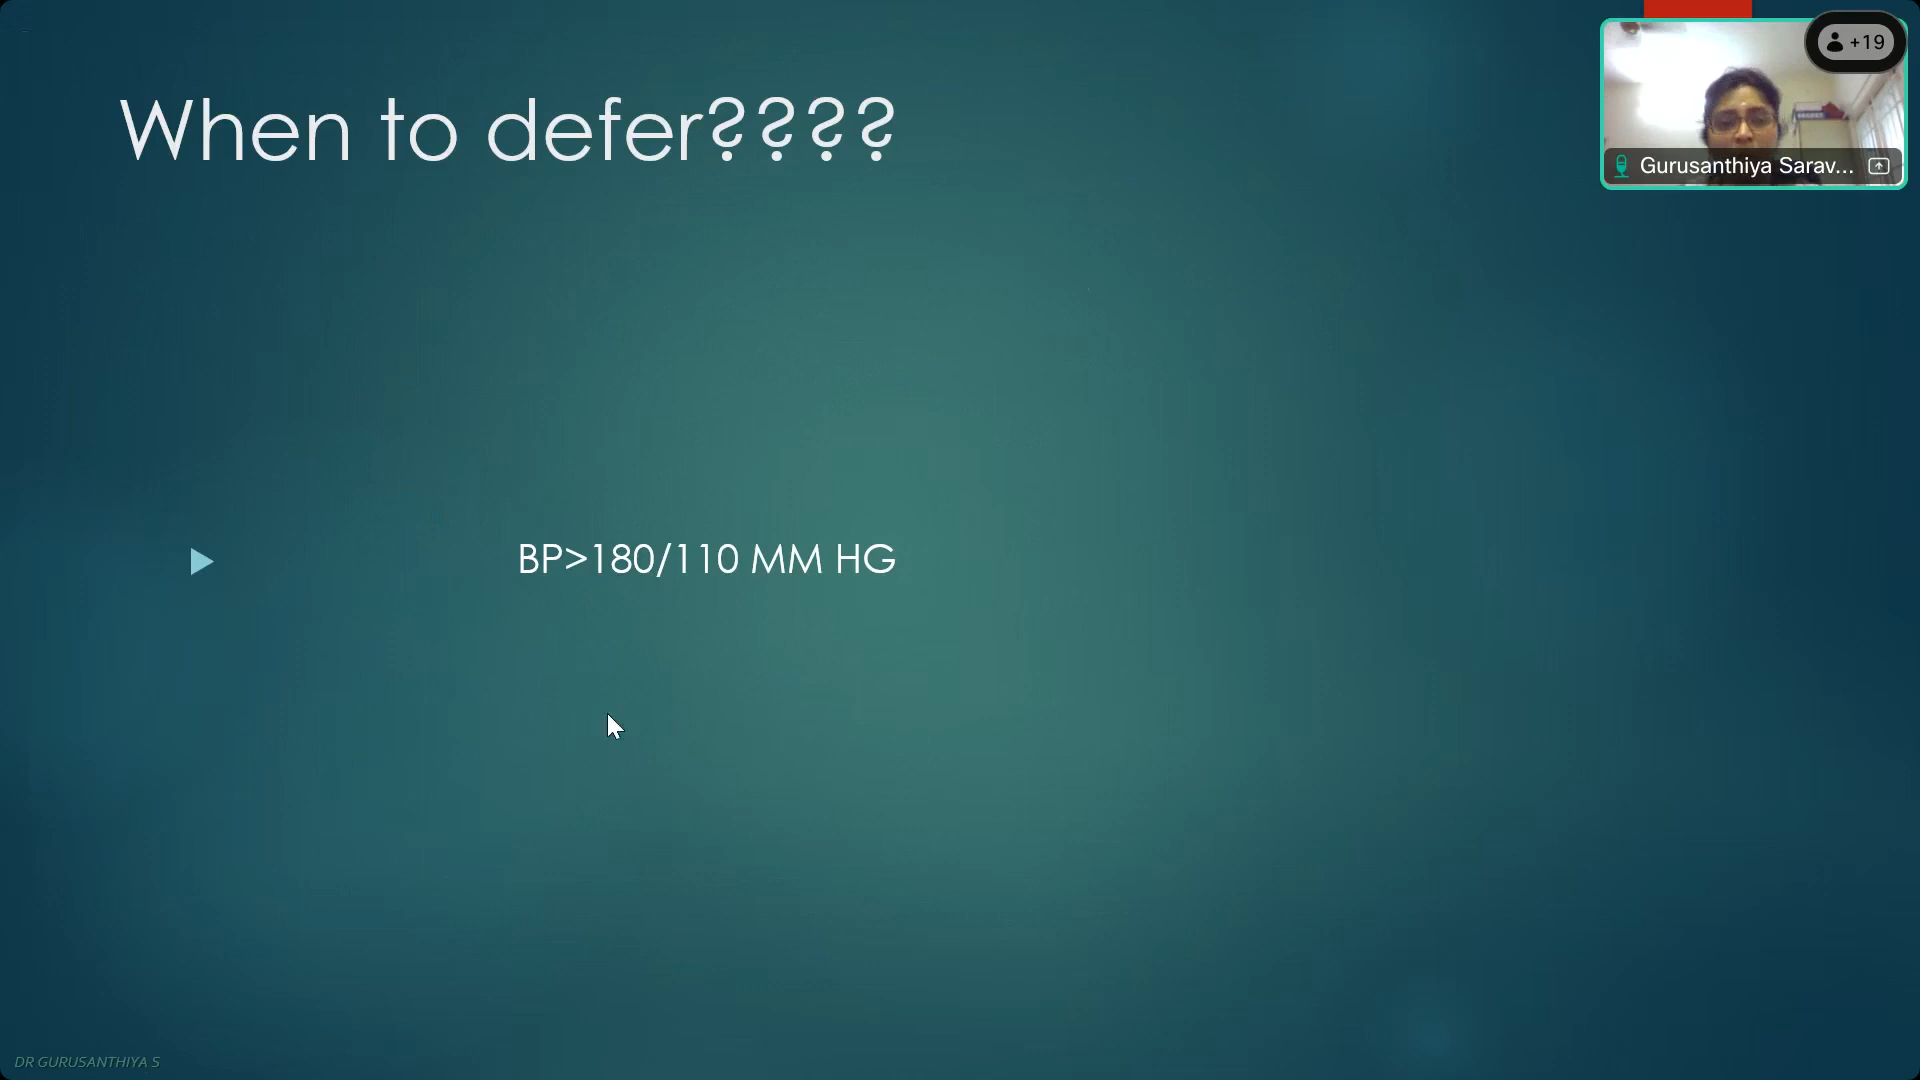 When to defer????
+19
Gurusanthiya Sarav...
BP>180/110 MM HG
DR GURUSANTHIYA S